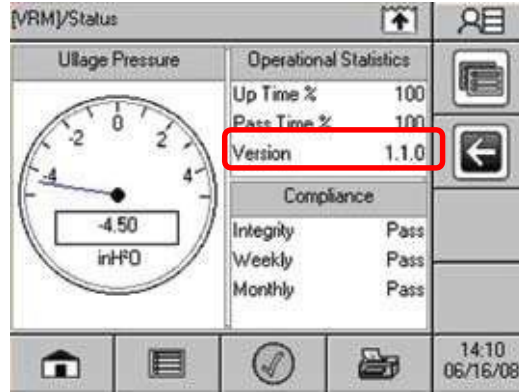 [VRM]/Status
Ullage Pressure
0
-2
2
-4
4
-4.50
inH²O
Operational Statistics
Up Time % 100
Pass Time % 100
Version 1.1.0
Compliance
Integrity Pass
Weekly Pass
Monthly Pass
14:10
06/16/08